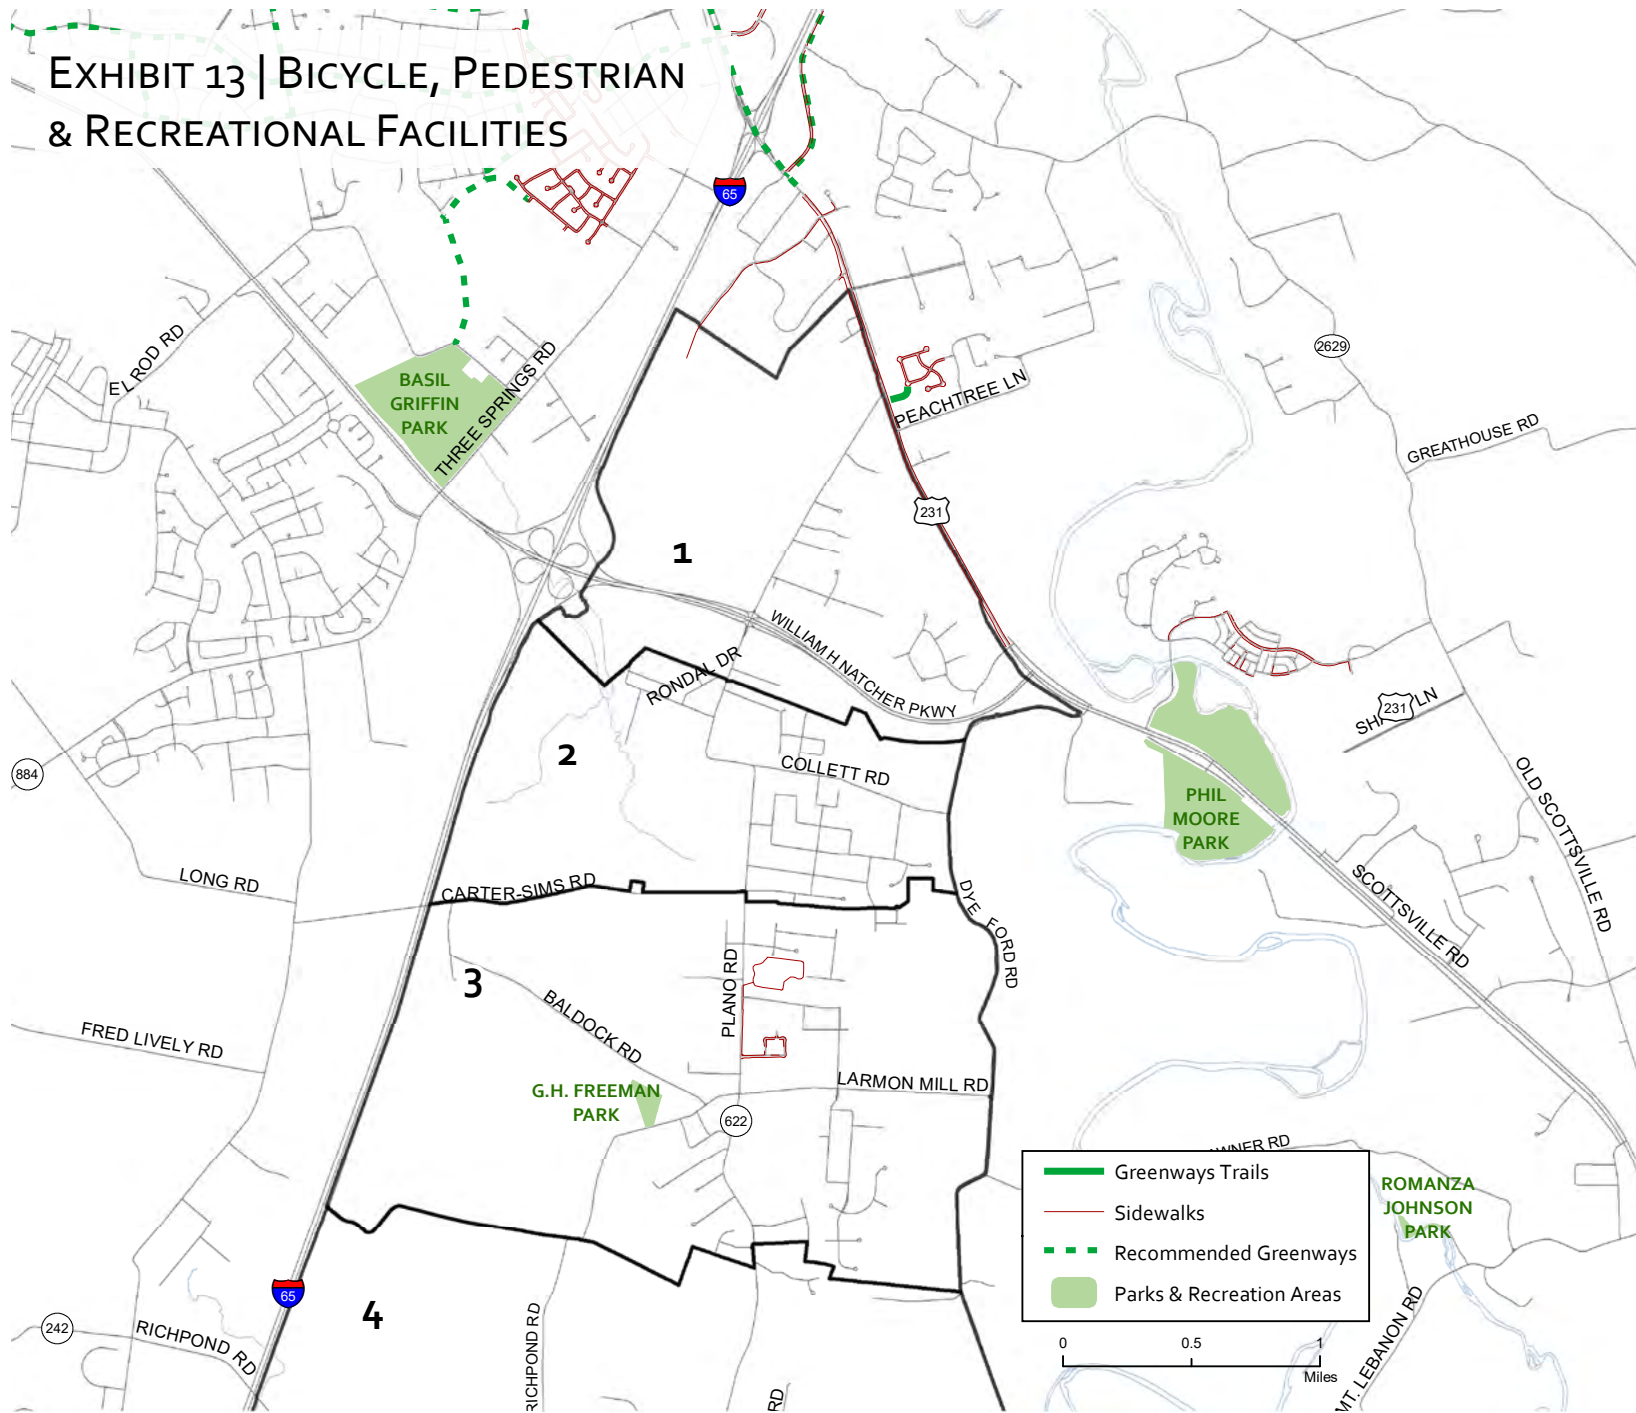 EXHIBIT 13 | BICYCLE, PEDESTRIAN
& RECREATIONAL FACILITIES
65
EL ROD RD
BASIL
GRIFFIN
PARK
THREE SPRINGS RD
2629
PEACHTREE LN
GREATHOUSE RD
231
1
WILLIAM H NATCHER PKWY
RONDAL DR
2
COLLETT RD
231
LN
884
PHIL
MOORE
PARK
OLD SCOTTSVILLE RD
LONG RD
CARTER-SIMS RD
DYE FORD RD
SCOTTSVILLE RD
3
PLANO RD
BALDOCK RD
FRED LIVELY RD
LARMON MILL RD
G.H. FREEMAN
PARK
622
RD
Greenways Trails
Sidewalks
Recommended Greenways
Parks & Recreation Areas
ROMANZA
JOHNSON
PARK
65
4
242
RICHPOND RD
RICHPOND RD
RD
0 0.5 1
Miles
MT. LEBANON RD